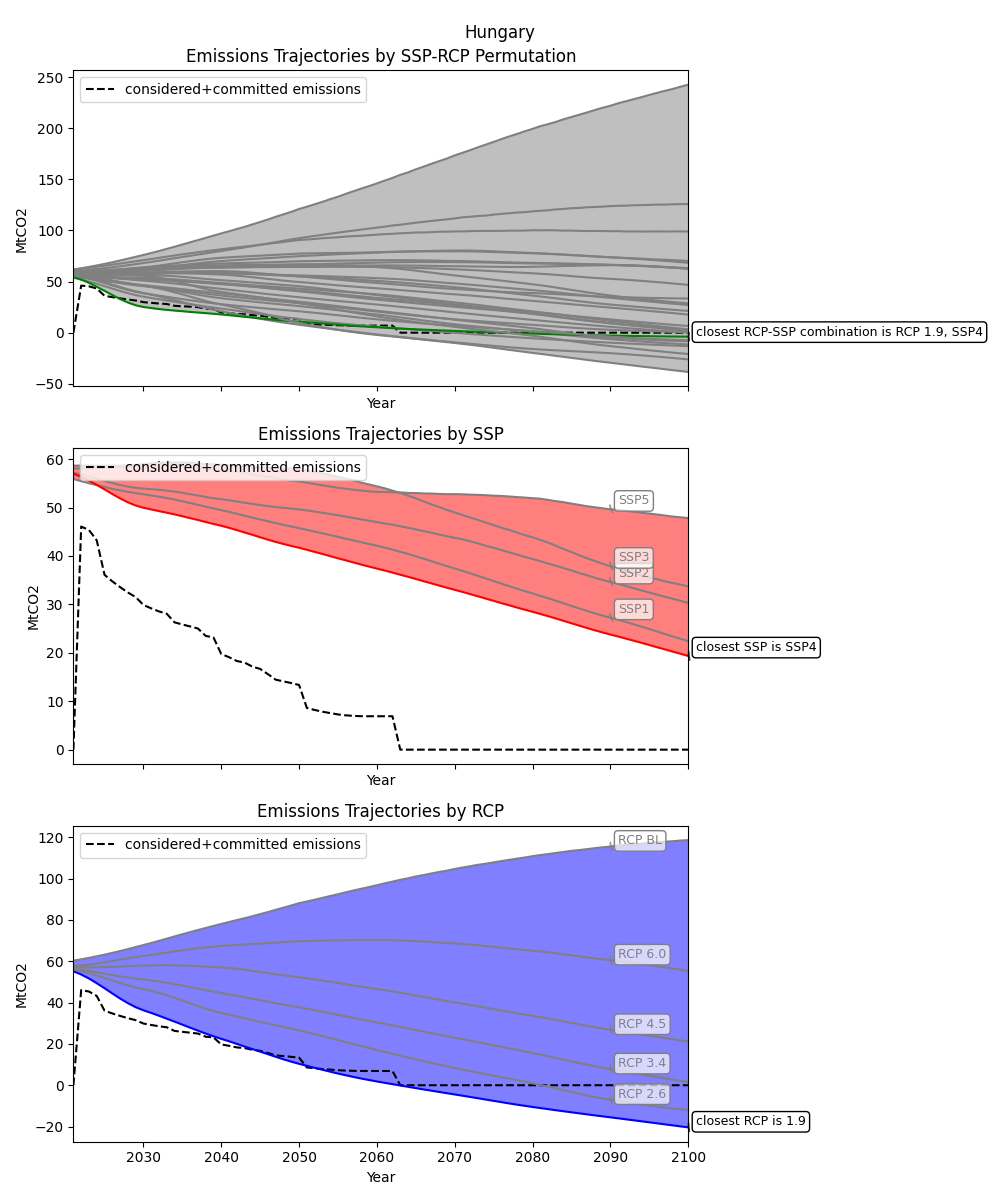 Hungary
Emissions Trajectories by SSP-RCP Permutation
considered+committed emissions
250
200
150
100
50
0
−50
MtCO2
Year
closest RCP-SSP combination is RCP 1.9, SSP4
Emissions Trajectories by SSP
considered+committed emissions
60
50
40
30
20
10
0
MtCO2
SSP5
SSP3
SSP2
SSP1
closest SSP is SSP4
Year
Emissions Trajectories by RCP
considered+committed emissions
120
100
80
60
40
20
0
−20
MtCO2
RCP BL
RCP 6.0
RCP 4.5
RCP 3.4
RCP 2.6
closest RCP is 1.9
2030 2040 2050 2060 2070 2080 2090 2100
Year